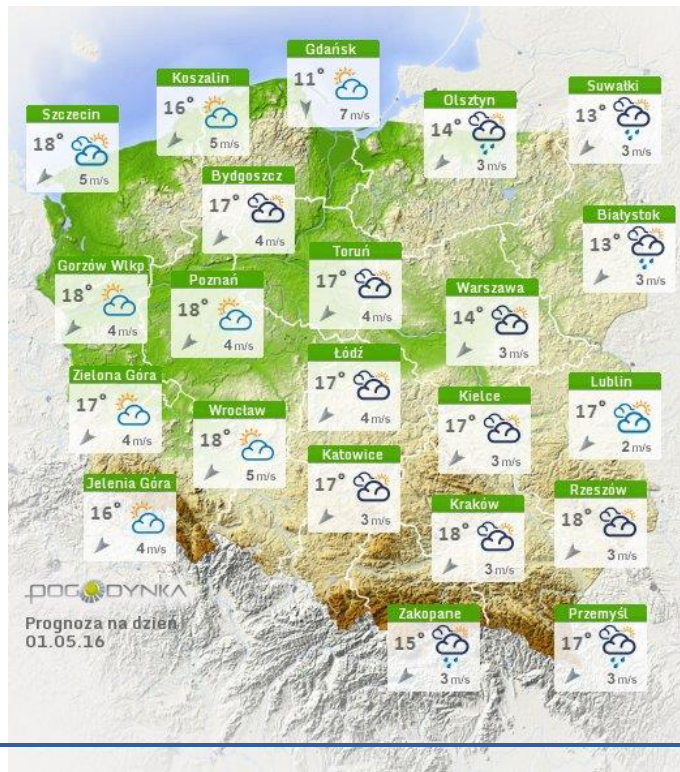 Gdańsk
11°
7 m/s
Koszalin
16°
5 m/s
Suwałki
13°
3 m/s
Olsztyn
14°
3 m/s
Szczecin
18°
5 m/s
Bydgoszcz
17°
4 m/s
Białystok
13°
3 m/s
Toruń
17°
4 m/s
Gorzów Wlkp
18°
4 m/s
Poznań
18°
4 m/s
Warszawa
14°
3 m/s
Łódź
17°
4 m/s
Zielona Góra
17°
4 m/s
Lublin
17°
2 m/s
Kielce
17°
3 m/s
Wrocław
18°
5 m/s
Katowice
17°
3 m/s
Jelenia Góra
16°
4 m/s
Rzeszów
18°
3 m/s
Kraków
18°
3 m/s
POGODYNKA
Prognoza na dzień
01.05.16
Zakopane
15°
3 m/s
Przemyśl
17°
3 m/s